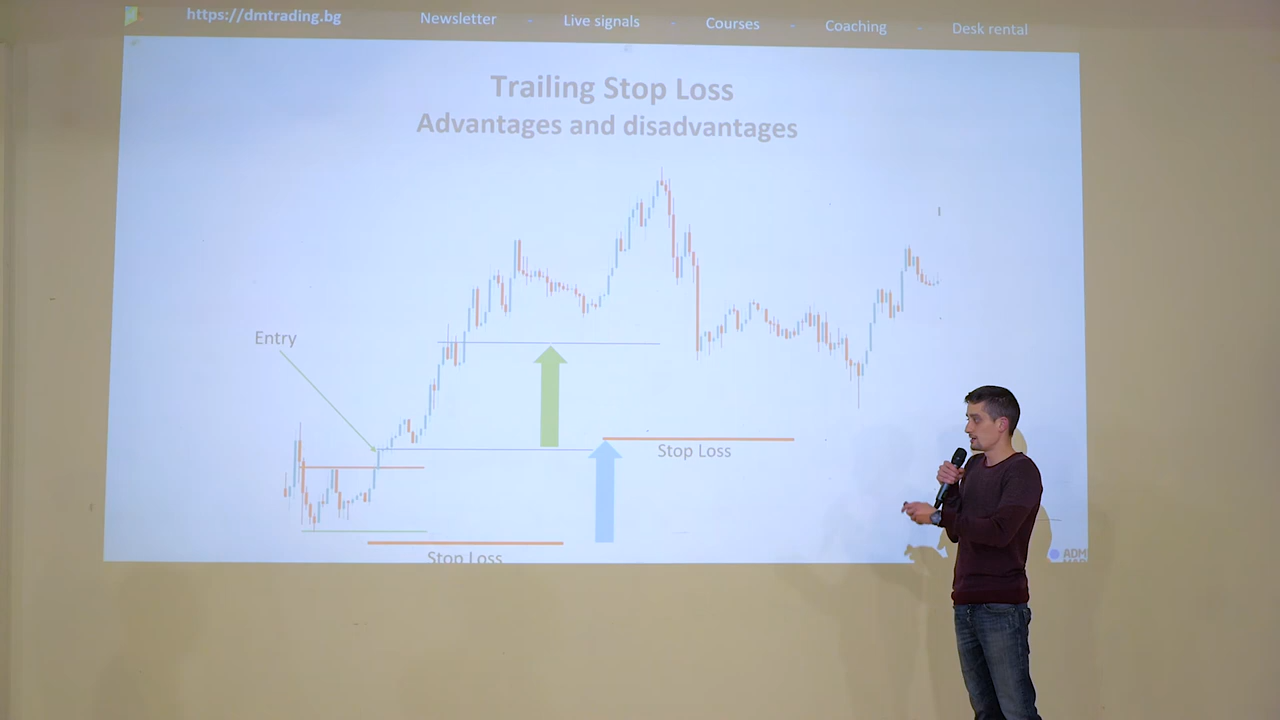 https://dmtrading.bg Newsletter - Live signals - Courses - Coaching - Desk rental
Trailing Stop Loss
Advantages and disadvantages
Entry
Stop Loss
Stop Loss
ADM